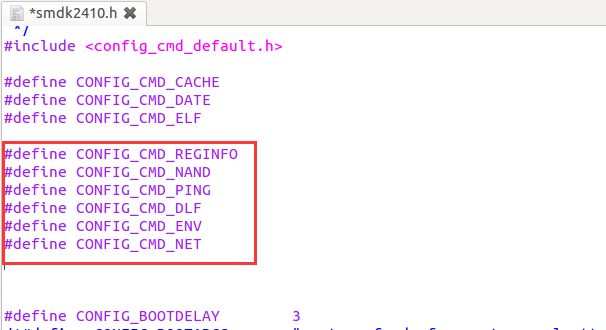 *smdk2410.h
*/
#include <config_cmd_default.h>
#define CONFIG_CMD_CACHE
#define CONFIG_CMD_DATE
#define CONFIG_CMD_ELF
#define CONFIG_CMD_REGINFO
#define CONFIG_CMD_NAND
#define CONFIG_CMD_PING
#define CONFIG_CMD_DLF
#define CONFIG_CMD_ENV
#define CONFIG_CMD_NET
#define CONFIG_BOOTDELAY 3